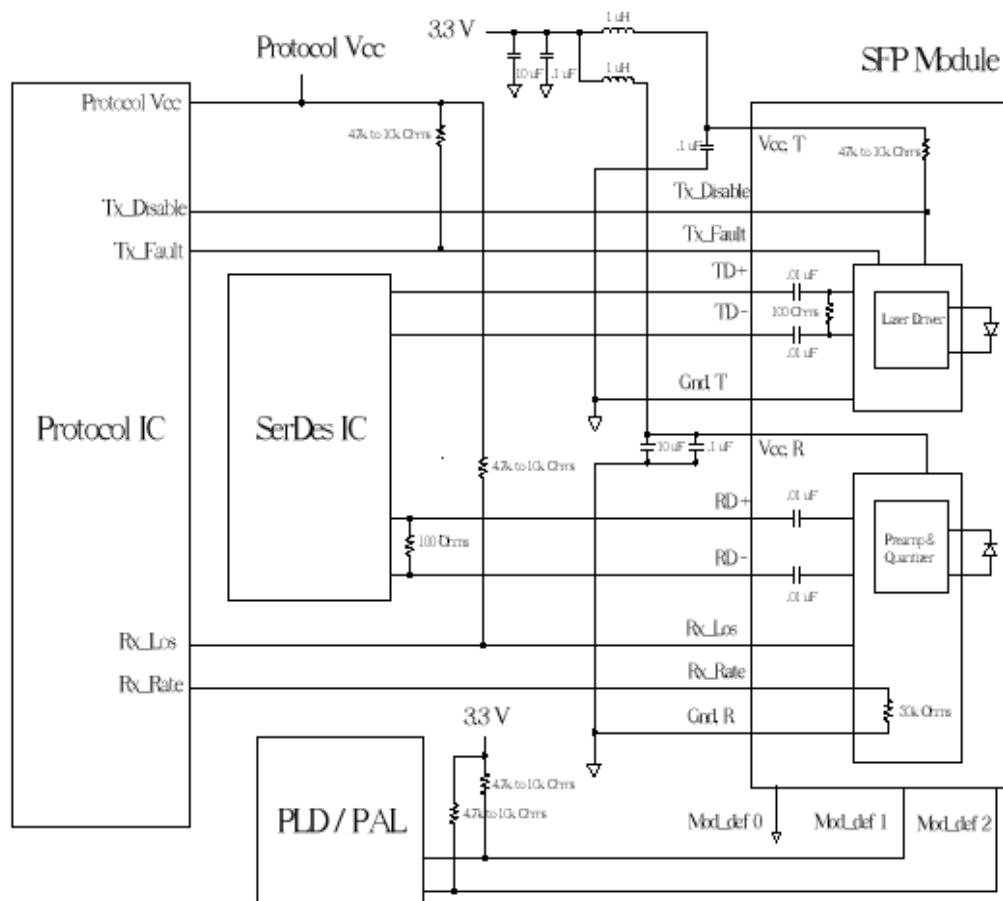 1 uH
3.3 V
Protocol Vcc
10 uF
.1 uF
1 uH
SFP Module
Protocol Vcc
4.7k to 10k Ohms
.1 uF
Vcc, T
4.7k to 10k Ohms
Tx_Disable
Tx_Disable
Tx_Fault
Tx_Fault
TD+
.01 uF
TD-
100 Ohms
Laser Driver
.01 uF
Gnd, T
Protocol IC
SerDes IC
10 uF
.1 uF
Vcc, R
4.7k to 10k Ohms
RD+
.01 uF
100 Ohms
Preamp &
Quantizer
RD-
.01 uF
Rx_Los
Rx_Los
Rx_Rate
Rx_Rate
Gnd, R
30k Ohms
3.3 V
4.7k to 10k Ohms
4.7k to 10k Ohms
PLD / PAL
Mod_def 0
Mod_def 1
Mod_def 2